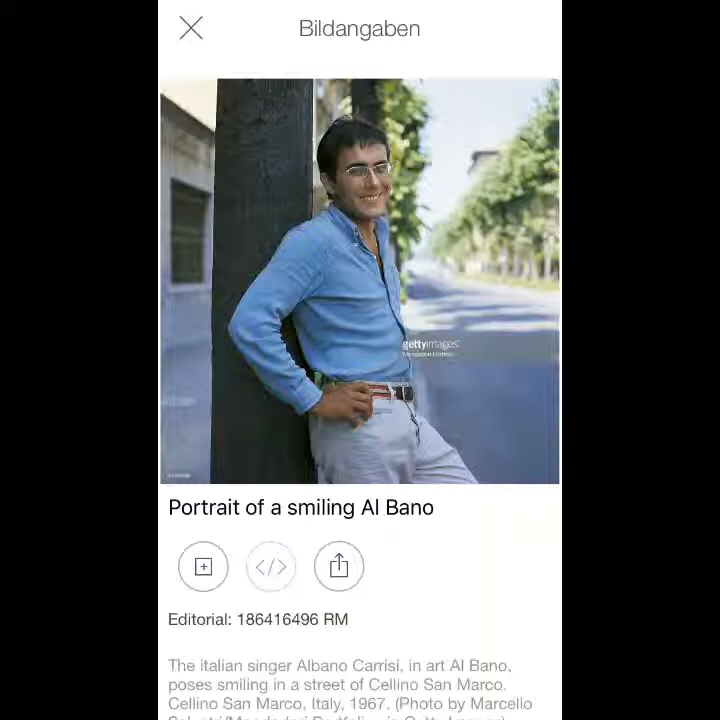 Bildangaben
gettyimages
Portrait of a smiling Al Bano
Editorial: 186416496 RM
The italian singer Albano Carrisi, in art Al Bano,
poses smiling in a street of Cellino San Marco.
Cellino San Marco, Italy, 1967. (Photo by Marcello